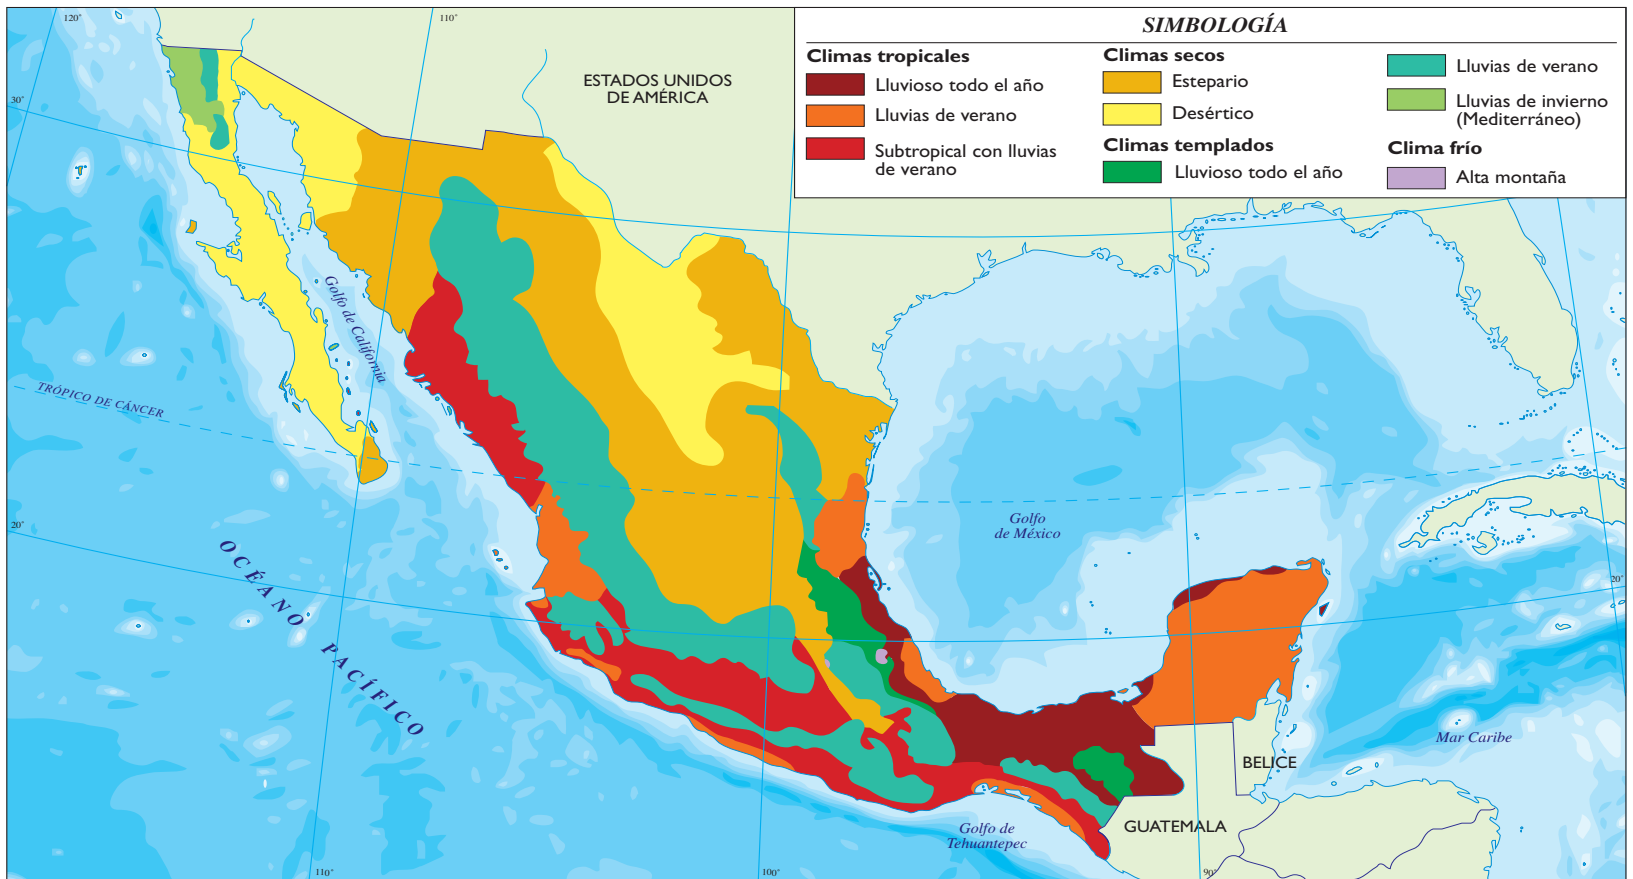 120°
110°
30°
ESTADOS UNIDOS
DE AMÉRICA
SIMBOLOGÍA
Climas tropicales
Lluvioso todo el año
Lluvias de verano
Subtropical con lluvias
de verano
Climas secos
Estepario
Desértico
Climas templados
Lluvioso todo el año
Lluvias de verano
Lluvias de invierno
(Mediterráneo)
Clima frío
Alta montaña
Golfo de California
TRÓPICO DE CÁNCER
20°
Golfo
de México
20°
OCÉANO PACÍFICO
Mar Caribe
BELICE
GUATEMALA
Golfo de
Tehuantepec
110°
100°
90°